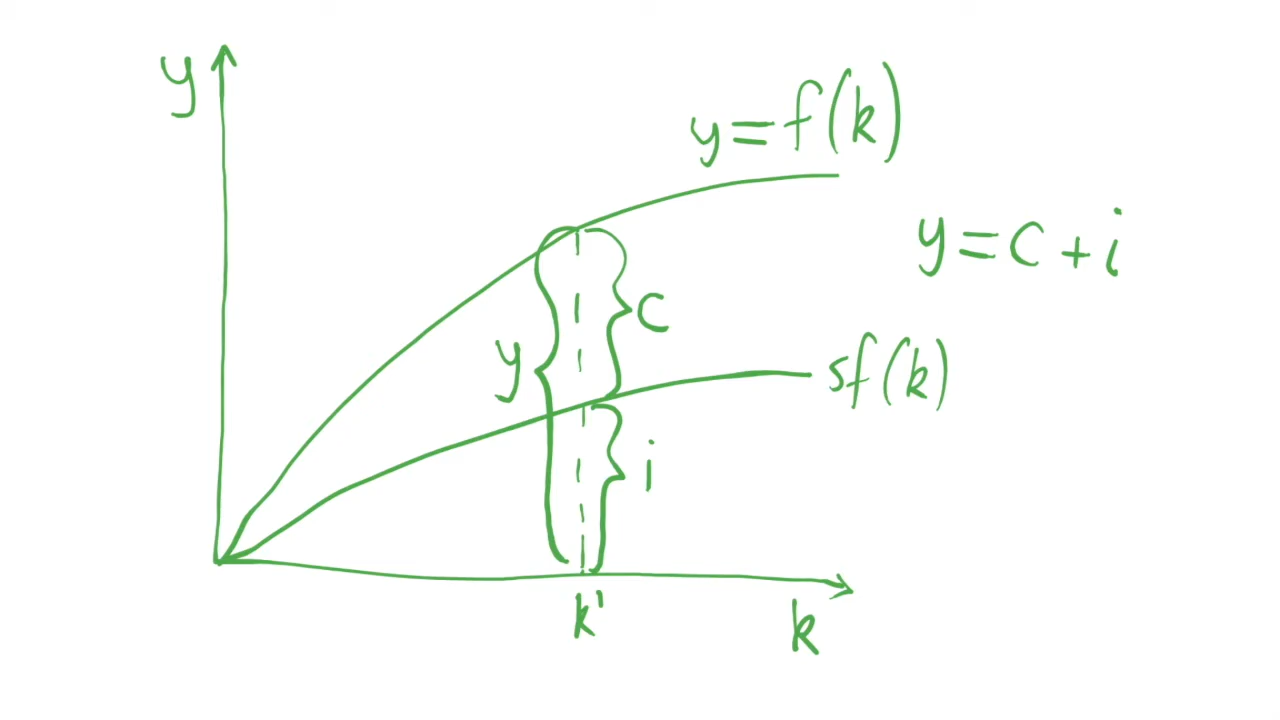 y
y=f(k)
y=c+i
c
y
sf(k)
i
k'
k